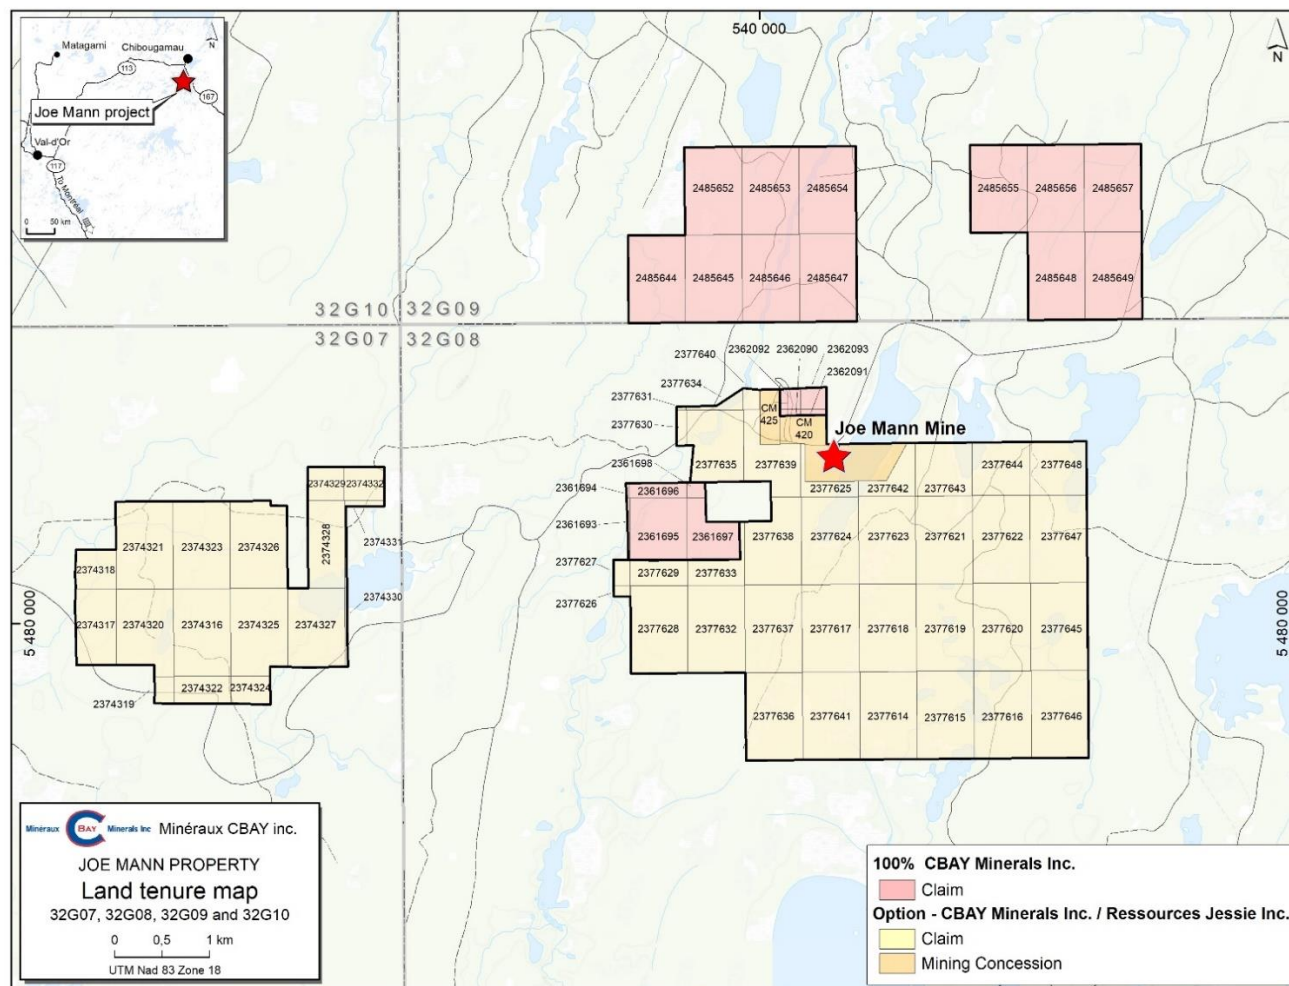 540 000
N
N
Matagami
Chibougamau
113
167
Joe Mann project
Val-d'Or
117
To Montréal
0 50 km
2485652 2485653 2485654
2485655 2485656 2485657
2485644 2485645 2485646 2485647
2485648 2485649
32G10 32G09
32G07 32G08
2377640 2362092 2362090 2362093
2362091
2377634
2377631
2377630
CM
425
CM
420
Joe Mann Mine
2361698
2377635 2377639
2377644 2377648
2377625 2377642 2377643
2374329 2374332
2361694
2361696
2361693
2361695 2361697
2377638 2377624 2377623 2377621 2377622 2377647
2374321 2374323 2374326
2374328
2374331
2374318
2377627
2377629 2377633
2377626
2374330
2374317 2374320 2374316 2374325 2374327
2377628 2377632 2377637 2377617 2377618 2377619 2377620 2377645
5 480 000
5 480 000
2374322 2374324
2374319
2377636 2377641 2377614 2377615 2377616 2377646
Minéraux CBAY Minerals Inc
Minéraux CBAY inc.
JOE MANN PROPERTY
Land tenure map
32G07, 32G08, 32G09 and 32G10
0 0,5 1 km
UTM Nad 83 Zone 18
100% CBAY Minerals Inc.
Claim
Option - CBAY Minerals Inc. / Ressources Jessie Inc.
Claim
Mining Concession